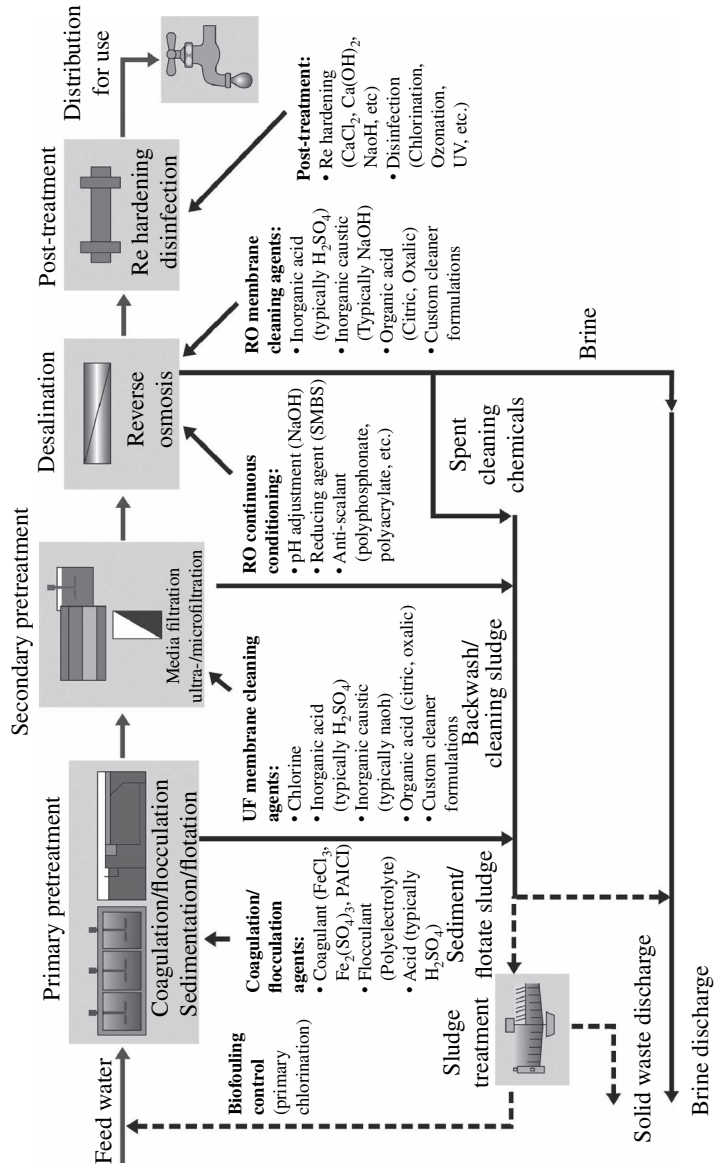 Feed water
Primary pretreatment
Coagulation/flocculation
Sedimentation/flotation
Secondary pretreatment
Media filtration
ultra-/microfiltration
Desalination
Reverse
osmosis
Post-treatment
Re hardening
disinfection
Distribution
for use
Biofouling
control
(primary
chlorination)
Coagulation/
flocculation
agents:
• Coagulant (FeCl3,
Fe2(SO4)3, PAICI)
• Flocculant
(Polyelectrolyte)
• Acid (typically
H2SO4)
UF membrane cleaning
agents:
• Chlorine
• Inorganic acid
(typically H2SO4)
• Inorganic caustic
(typically naoh)
• Organic acid (citric, oxalic)
• Custom cleaner
formulations
RO continuous
conditioning:
• pH adjustment (NaOH)
• Reducing agent (SMBS)
• Anti-scalant
(polyphosphonate,
polyacrylate, etc.)
RO membrane
cleaning agents:
• Inorganic acid
(typically H2SO4)
• Inorganic caustic
(Typically NaOH)
• Organic acid
(Citric, Oxalic)
• Custom cleaner
formulations
Post-treatment:
• Re hardening
(CaCl2, Ca(OH)2,
NaoH, etc)
• Disinfection
(Chlorination,
Ozonation,
UV, etc.)
Sludge
treatment
Sediment/
flotate sludge
Backwash/
cleaning sludge
Spent
cleaning
chemicals
Brine
Solid waste discharge
Brine discharge